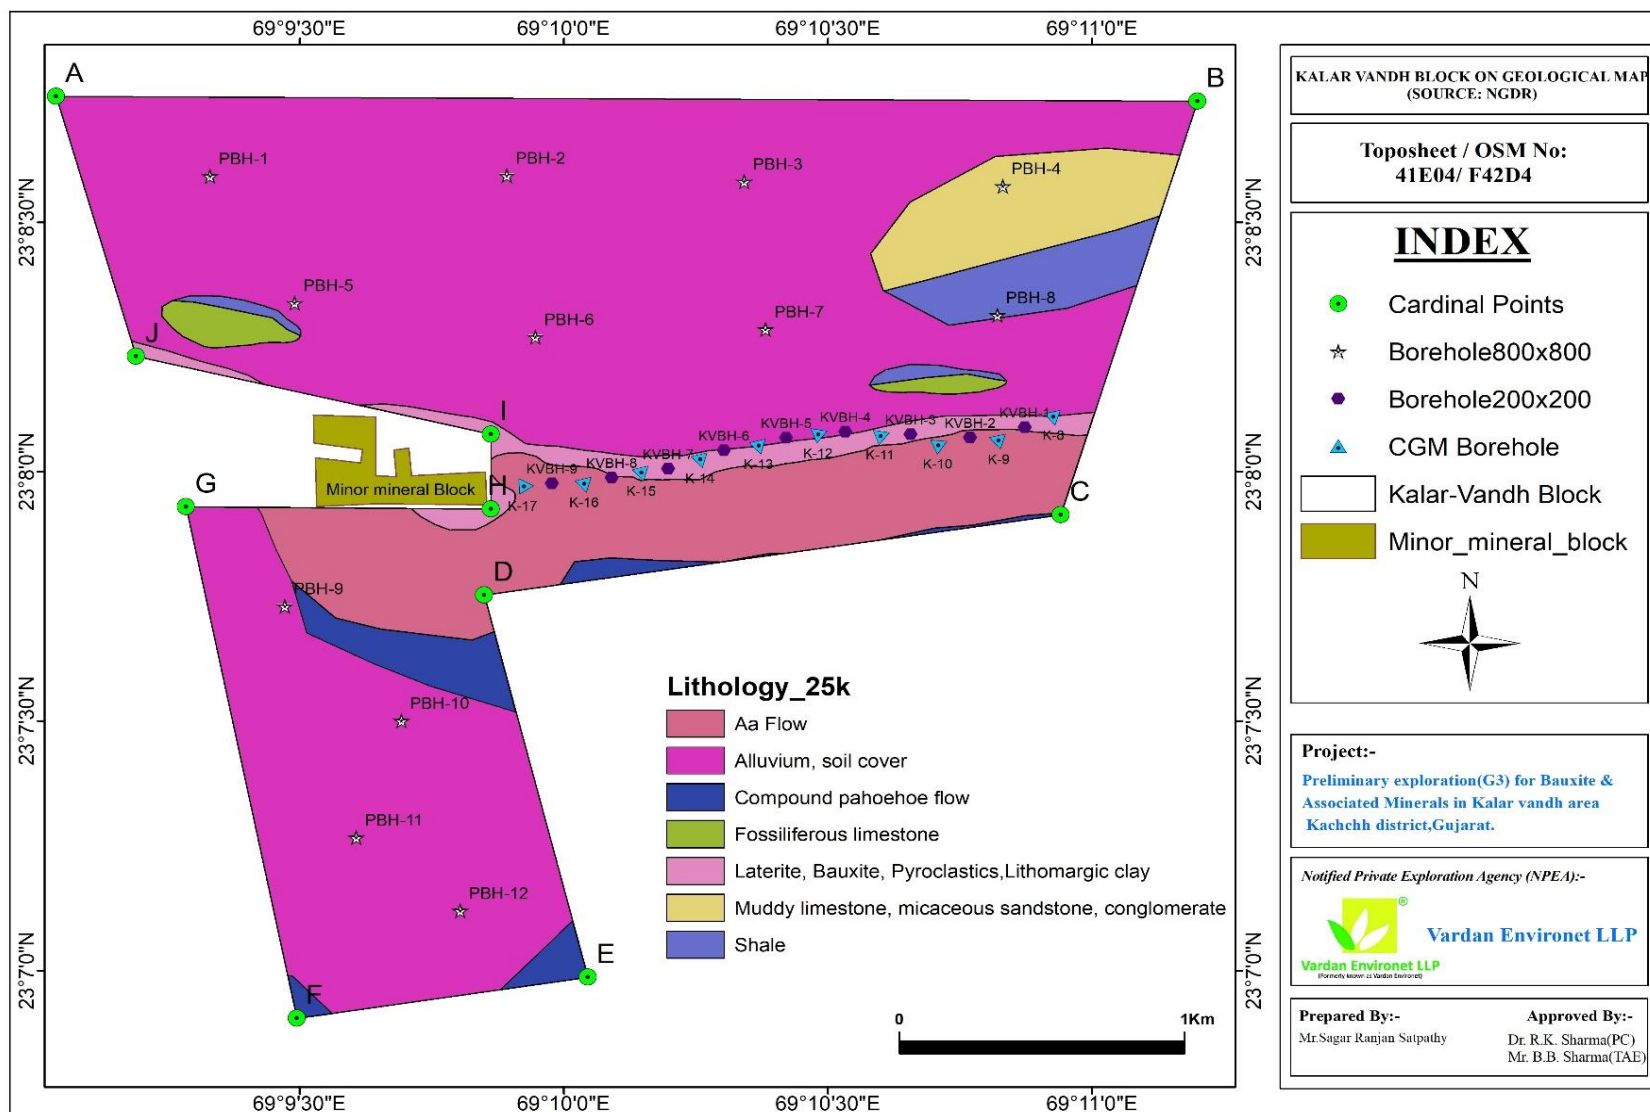 69°9'30"E
69°10'0"E
69°10'30"E
69°11'0"E
A
B
PBH-1
PBH-2
PBH-3
PBH-4
23°8'30"N
23°8'30"N
PBH-5
PBH-6
PBH-7
PBH-8
J
I
KVBH-1
KVBH-2
KVBH-3
KVBH-4
KVBH-5
KVBH-6
KVBH-7
KVBH-8
KVBH-9
K-8
K-9
K-10
K-11
K-12
K-13
K-14
K-15
K-16
K-17
23°8'0"N
23°8'0"N
Minor mineral Block
H
G
C
D
PBH-9
PBH-10
23°7'30"N
23°7'30"N
PBH-11
PBH-12
E
F
23°7'0"N
23°7'0"N
Lithology_25k
Aa Flow
Alluvium, soil cover
Compound pahoehoe flow
Fossiliferous limestone
Laterite, Bauxite, Pyroclastics,Lithomargic clay
Muddy limestone, micaceous sandstone, conglomerate
Shale
0
1Km
69°9'30"E
69°10'0"E
69°10'30"E
69°11'0"E
KALAR VANDH BLOCK ON GEOLOGICAL MAP
(SOURCE: NGDR)
Toposheet / OSM No:
41E04/ F42D4
INDEX
Cardinal Points
Borehole800x800
Borehole200x200
CGM Borehole
Kalar-Vandh Block
Minor_mineral_block
N
Project:-
Preliminary exploration(G3) for Bauxite &
Associated Minerals in Kalar vandh area
Kachchh district,Gujarat.
Notified Private Exploration Agency (NPEA):-
®
Vardan Environet LLP
Vardan Environet LLP
(Formerly known as Vardan Environet)
Prepared By:-
Mr.Sagar Ranjan Satpathy
Approved By:-
Dr. R.K. Sharma(PC)
Mr. B.B. Sharma(TAE)